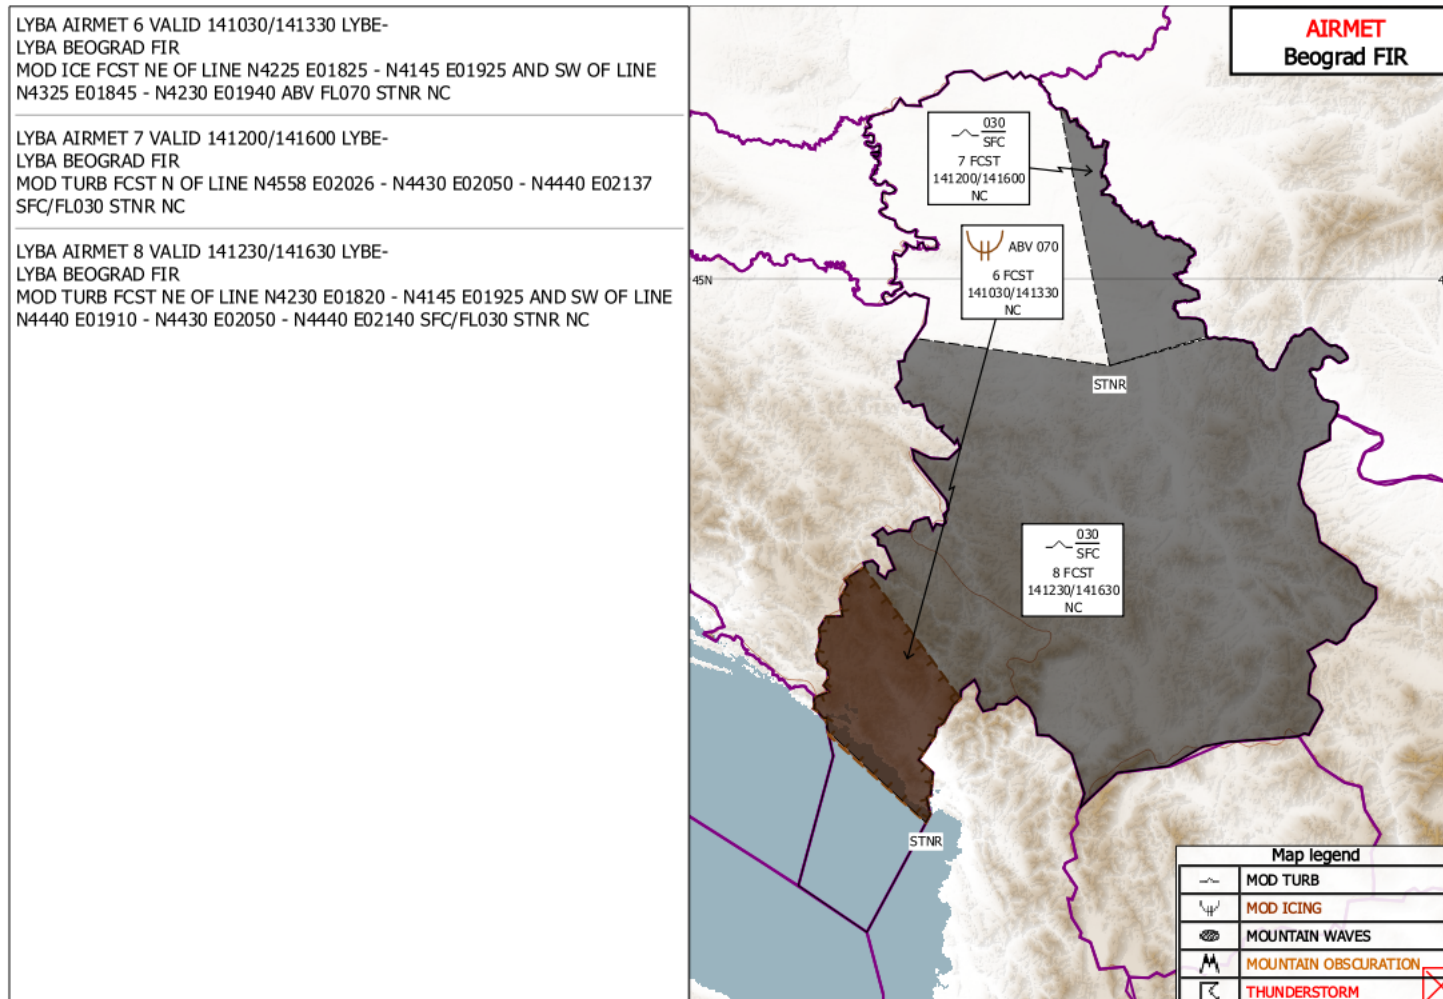 LYBA AIRMET 6 VALID 141030/141330 LYBE-
LYBA BEOGRAD FIR
MOD ICE FCST NE OF LINE N4225 E01825 - N4145 E01925 AND SW OF LINE
N4325 E01845 - N4230 E01940 ABV FL070 STNR NC
LYBA AIRMET 7 VALID 141200/141600 LYBE-
LYBA BEOGRAD FIR
MOD TURB FCST N OF LINE N4558 E02026 - N4430 E02050 - N4440 E02137
SFC/FL030 STNR NC
LYBA AIRMET 8 VALID 141230/141630 LYBE-
LYBA BEOGRAD FIR
MOD TURB FCST NE OF LINE N4230 E01820 - N4145 E01925 AND SW OF LINE
N4440 E01910 - N4430 E02050 - N4440 E02140 SFC/FL030 STNR NC
AIRMET
Beograd FIR
030
SFC
7 FCST
141200/141600
NC
ABV 070
6 FCST
141030/141330
NC
45N
STNR
030
SFC
8 FCST
141230/141630
NC
STNR
Map legend
MOD TURB
MOD ICING
MOUNTAIN WAVES
MOUNTAIN OBSCURATION
THUNDERSTORM